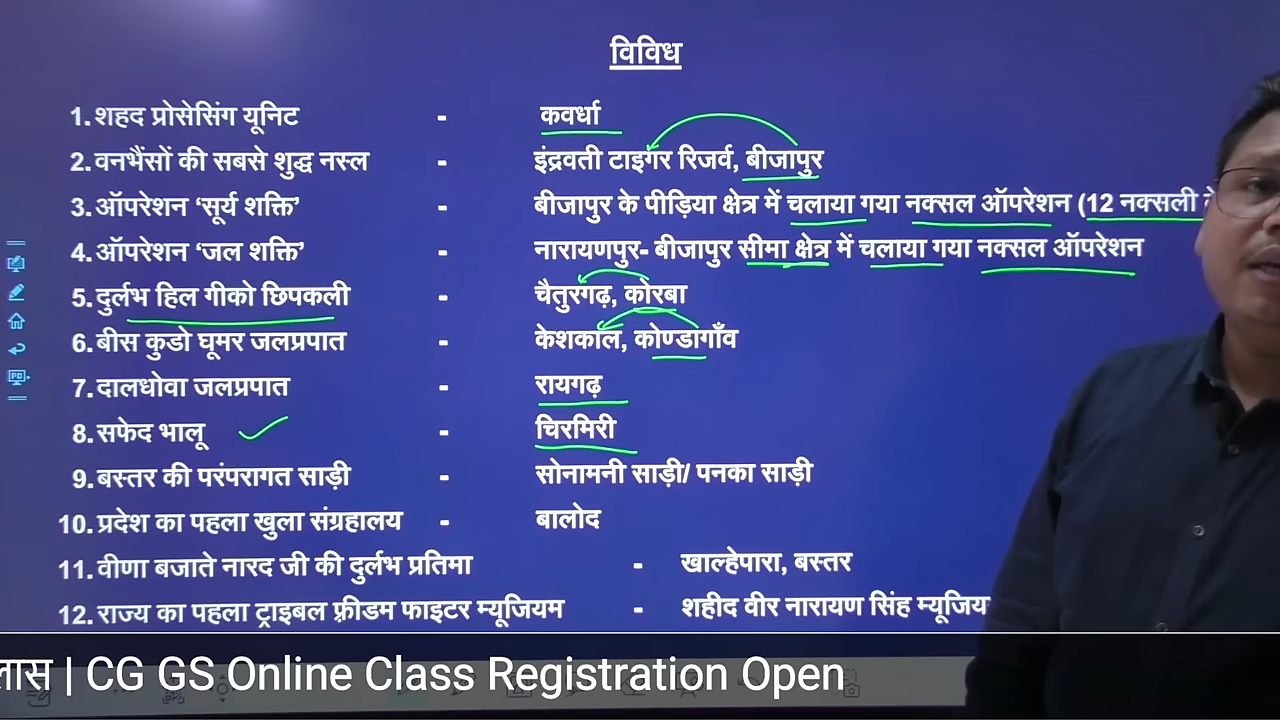 विविध
1. शहद प्रोसेसिंग यूनिट - कवर्धा
2. वनभैंसों की सबसे शुद्ध नस्ल - इंद्रवती टाइगर रिजर्व, बीजापुर
3. ऑपरेशन ‘सूर्य शक्ति’ - बीजापुर के पीड़िया क्षेत्र में चलाया गया नक्सल ऑपरेशन (12 नक्सली
4. ऑपरेशन ‘जल शक्ति’ - नारायणपुर- बीजापुर सीमा क्षेत्र में चलाया गया नक्सल ऑपरेशन
5. दुर्लभ हिल गीको छिपकली - चैतुरगढ़, कोरबा
6. बीस कुडो घूमर जलप्रपात - केशकाल, कोण्डागाँव
7. दालधोवा जलप्रपात - रायगढ़
8. सफेद भालू - चिरमिरी
9. बस्तर की परंपरागत साड़ी - सोनामनी साड़ी/ पनका साड़ी
10. प्रदेश का पहला खुला संग्रहालय - बालोद
11. वीणा बजाते नारद जी की दुर्लभ प्रतिमा - खाल्हेपारा, बस्तर
12. राज्य का पहला ट्राइबल फ़्रीडम फाइटर म्यूजियम - शहीद वीर नारायण सिंह
| CG GS Online Class Registration Open